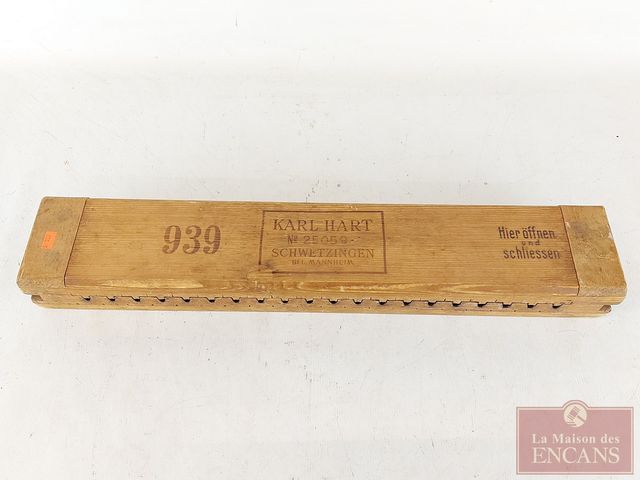 939
KARL HART
No 25059
SCHWETZINGEN
BEI MANNHEIM
Hier öffnen
und
schliessen
La Maison des
ENCANS